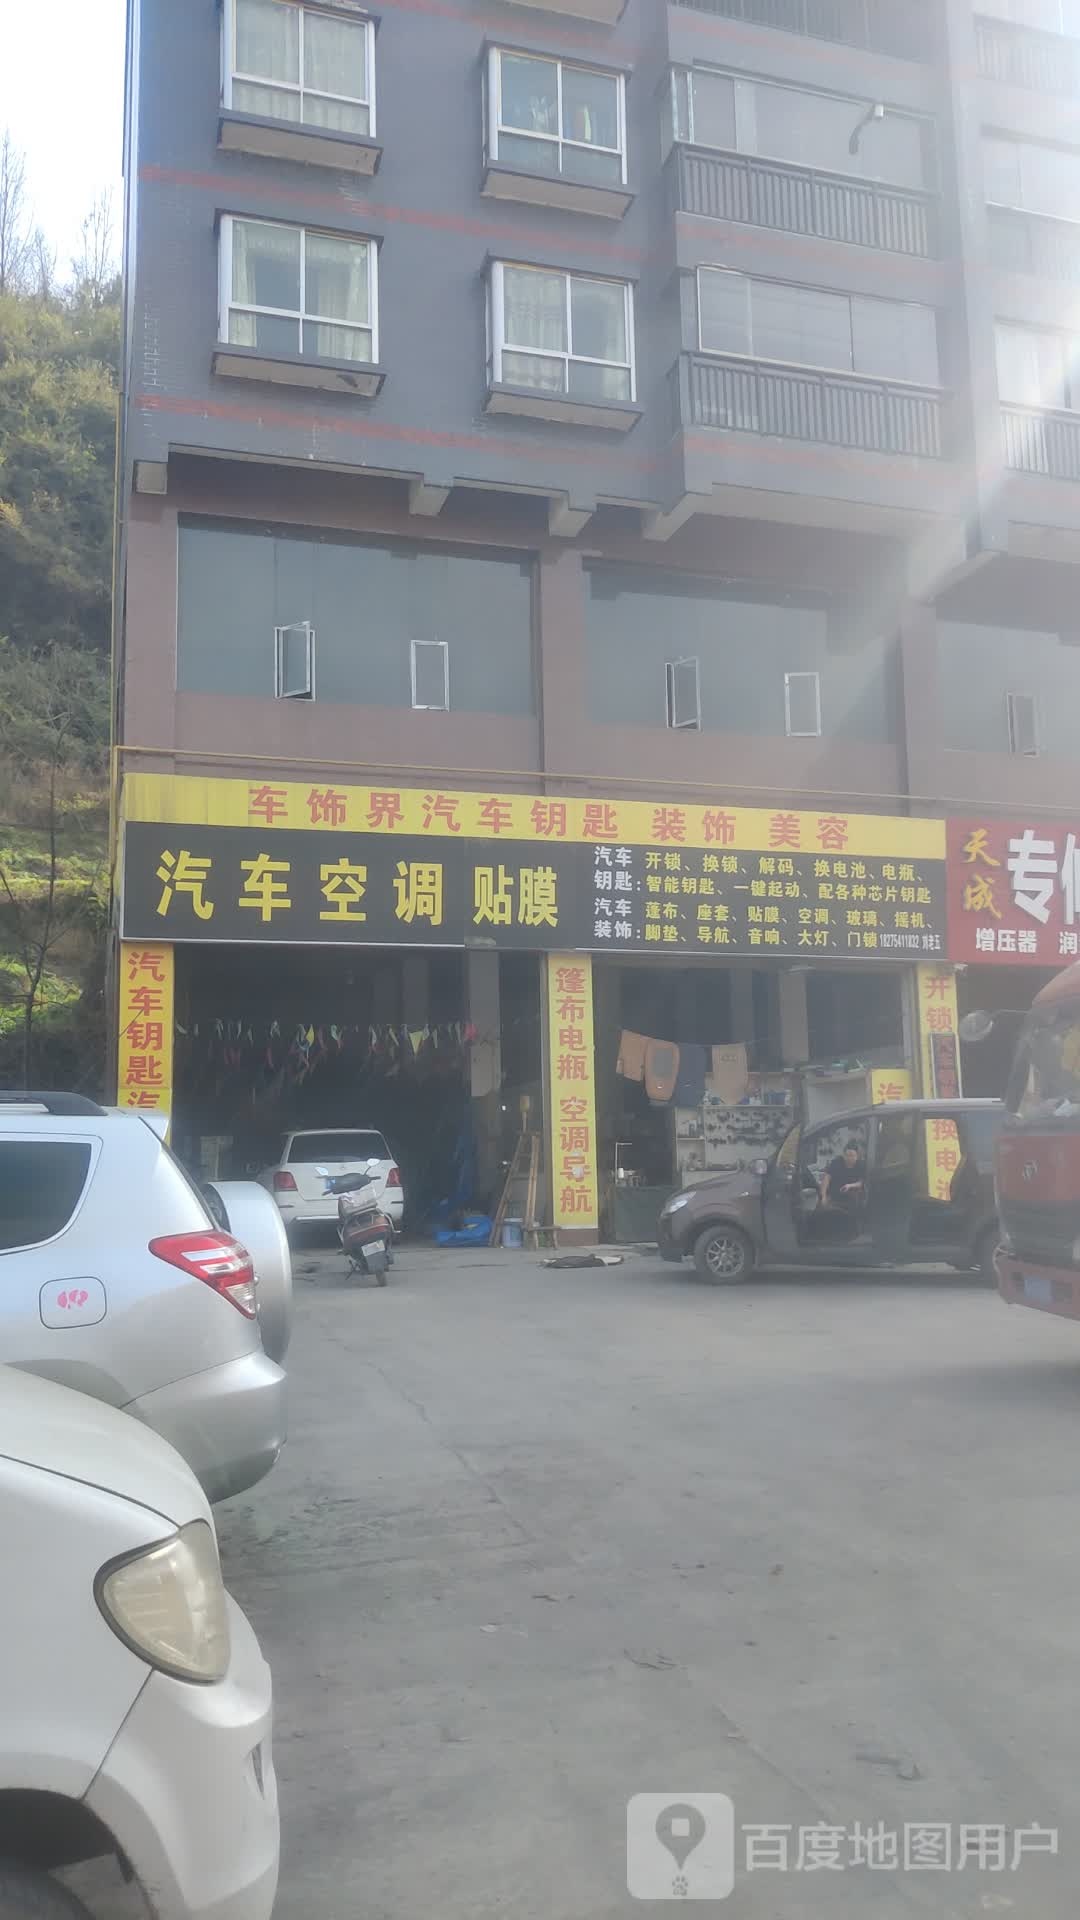 车饰界汽车钥匙 装饰 美容
汽车空调 贴膜
汽车钥匙: 开锁、换锁、解码、换电池、电瓶、
智能钥匙、一键起动、配各种芯片钥匙
汽车装饰: 蓬布、座套、贴膜、空调、玻璃、摇机、
脚垫、导航、音响、大灯、门锁 18275411832
天成
专
增压器 润
汽车钥匙汽
篷布电瓶 空调导航
开锁
换电池
汽
百度地图用户